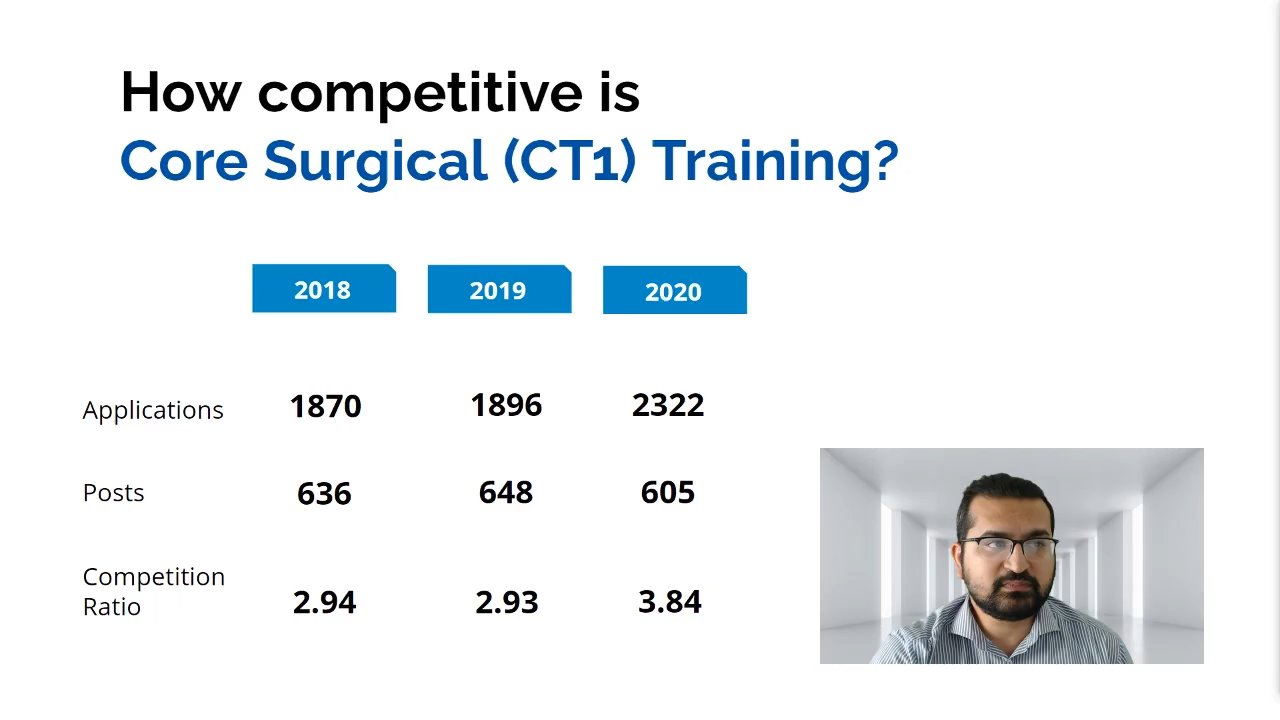 How competitive is
Core Surgical (CT1) Training?
2018 2019 2020
Applications 1870 1896 2322
Posts 636 648 605
Competition
Ratio 2.94 2.93 3.84